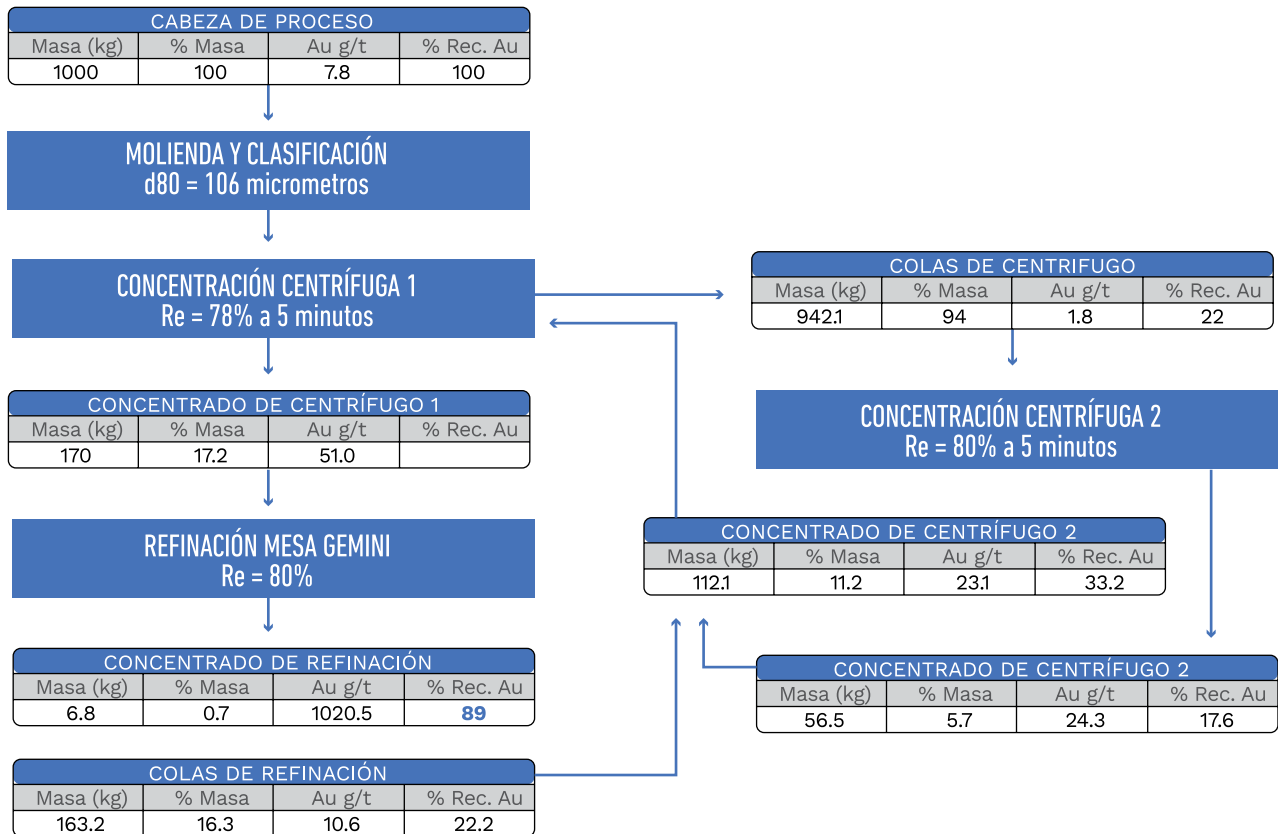 CABEZA DE PROCESO
Masa (kg) % Masa Au g/t % Rec. Au
1000 100 7.8 100
MOLIENDA Y CLASIFICACIÓN
d80 = 106 micrometros
CONCENTRACIÓN CENTRÍFUGA 1
Re = 78% a 5 minutos
COLAS DE CENTRIFUGO
Masa (kg) % Masa Au g/t % Rec. Au
942.1 94 1.8 22
CONCENTRADO DE CENTRÍFUGO 1
Masa (kg) % Masa Au g/t % Rec. Au
170 17.2 51.0
CONCENTRACIÓN CENTRÍFUGA 2
Re = 80% a 5 minutos
REFINACIÓN MESA GEMINI
Re = 80%
CONCENTRADO DE CENTRÍFUGO 2
Masa (kg) % Masa Au g/t % Rec. Au
112.1 11.2 23.1 33.2
CONCENTRADO DE REFINACIÓN
Masa (kg) % Masa Au g/t % Rec. Au
6.8 0.7 1020.5 89
CONCENTRADO DE CENTRÍFUGO 2
Masa (kg) % Masa Au g/t % Rec. Au
56.5 5.7 24.3 17.6
COLAS DE REFINACIÓN
Masa (kg) % Masa Au g/t % Rec. Au
163.2 16.3 10.6 22.2